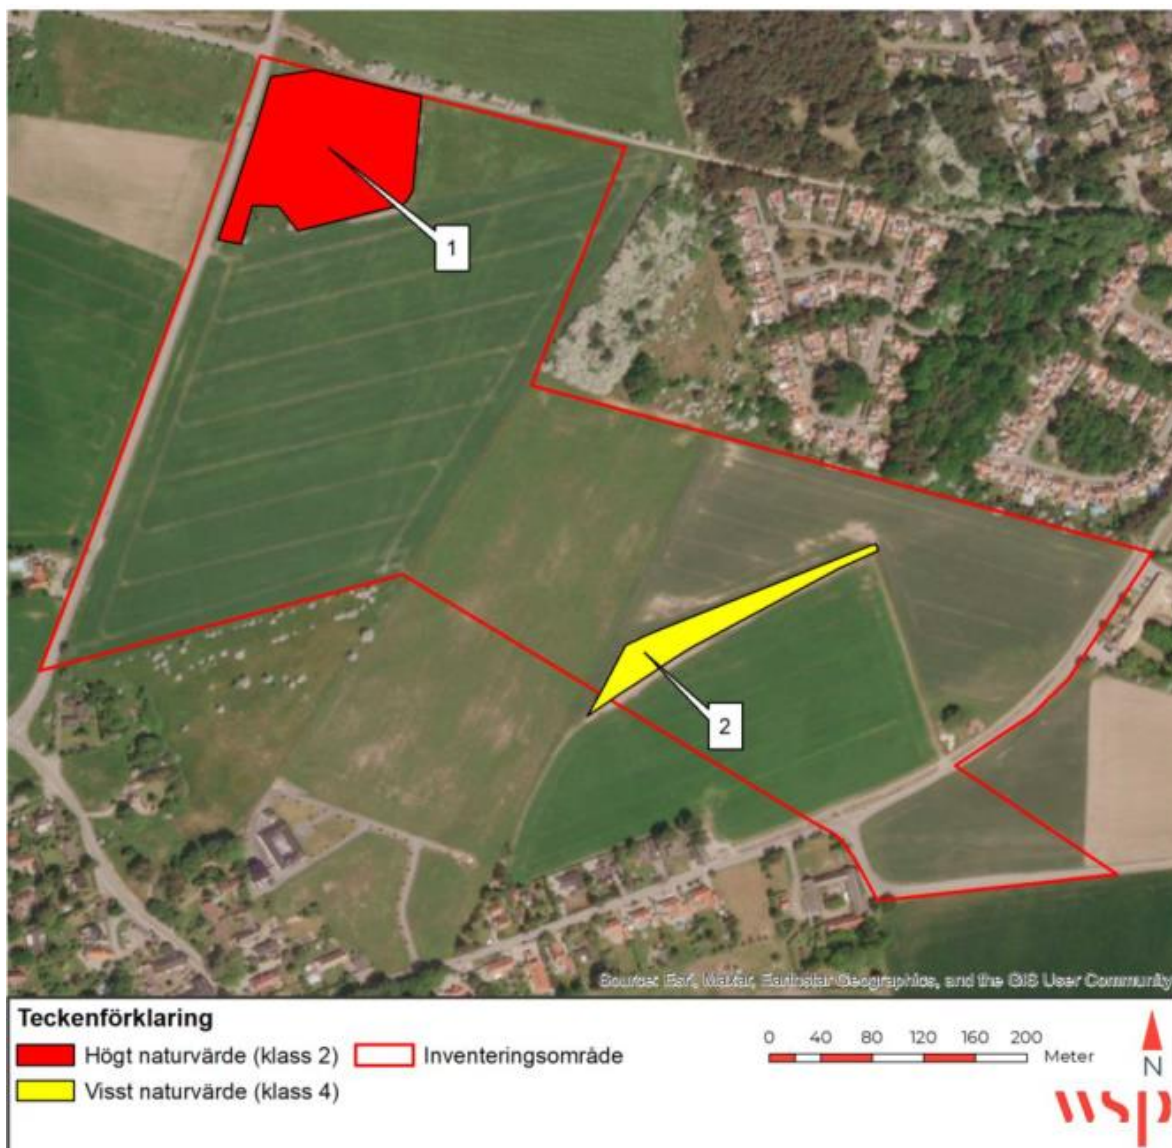 1
2
Source: Esri, Maxar, Earthstar Geographics, and the GIS User Community
Teckenförklaring
Högt naturvärde (klass 2) Inventeringsområde
Visst naturvärde (klass 4)
0 40 80 120 160 200
Meter
N
wsp